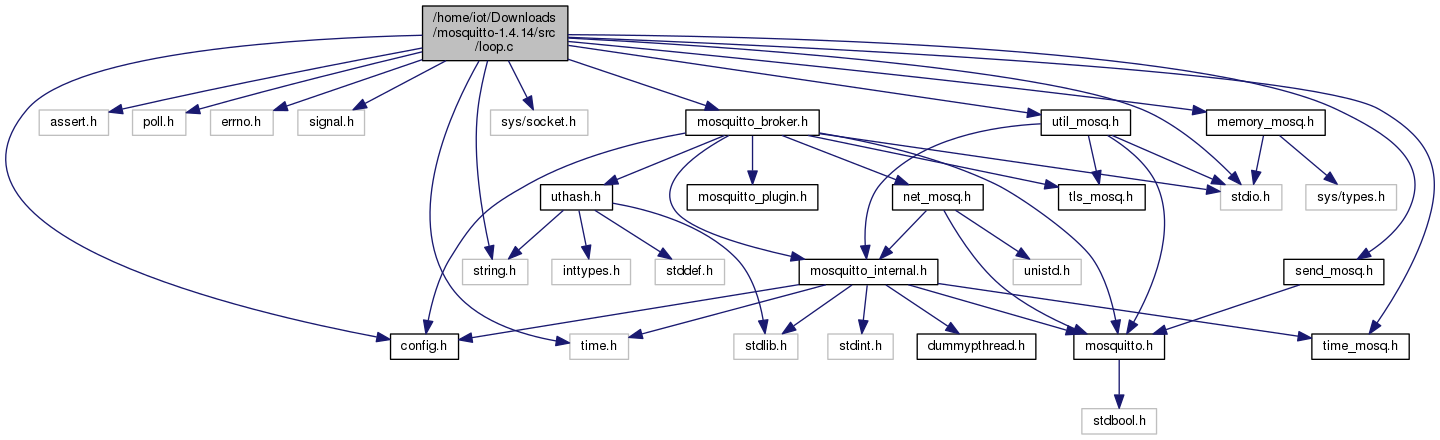 /home/iot/Downloads
/mosquitto-1.4.14/src
/loop.c
assert.h
poll.h
errno.h
signal.h
sys/socket.h
mosquitto_broker.h
util_mosq.h
memory_mosq.h
uthash.h
mosquitto_plugin.h
net_mosq.h
tls_mosq.h
stdio.h
sys/types.h
string.h
inttypes.h
stddef.h
mosquitto_internal.h
unistd.h
send_mosq.h
config.h
time.h
stdlib.h
stdint.h
dummypthread.h
mosquitto.h
time_mosq.h
stdbool.h